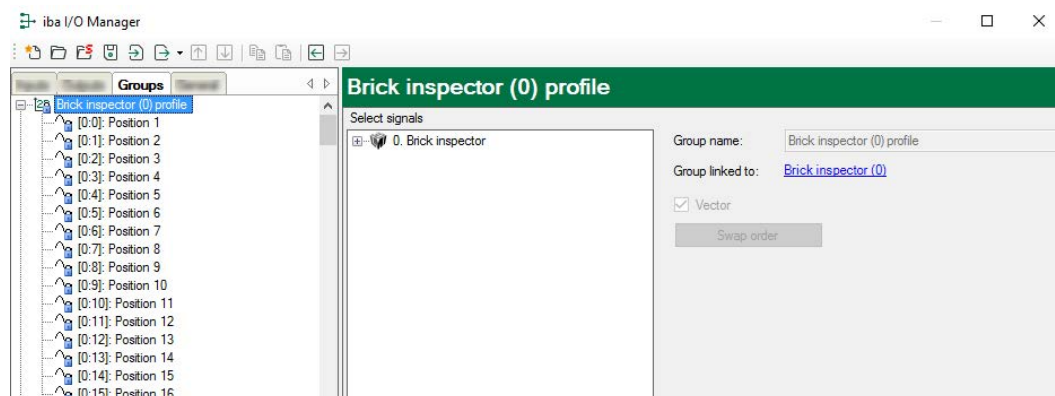 iba I/O Manager
Groups
Brick inspector (0) profile
[0:0]: Position 1
[0:1]: Position 2
[0:2]: Position 3
[0:3]: Position 4
[0:4]: Position 5
[0:5]: Position 6
[0:6]: Position 7
[0:7]: Position 8
[0:8]: Position 9
[0:9]: Position 10
[0:10]: Position 11
[0:11]: Position 12
[0:12]: Position 13
[0:13]: Position 14
[0:14]: Position 15
[0:15]: Position 16
Brick inspector (0) profile
Select signals
0. Brick inspector
Group name: Brick inspector (0) profile
Group linked to: Brick inspector (0)
Vector
Swap order